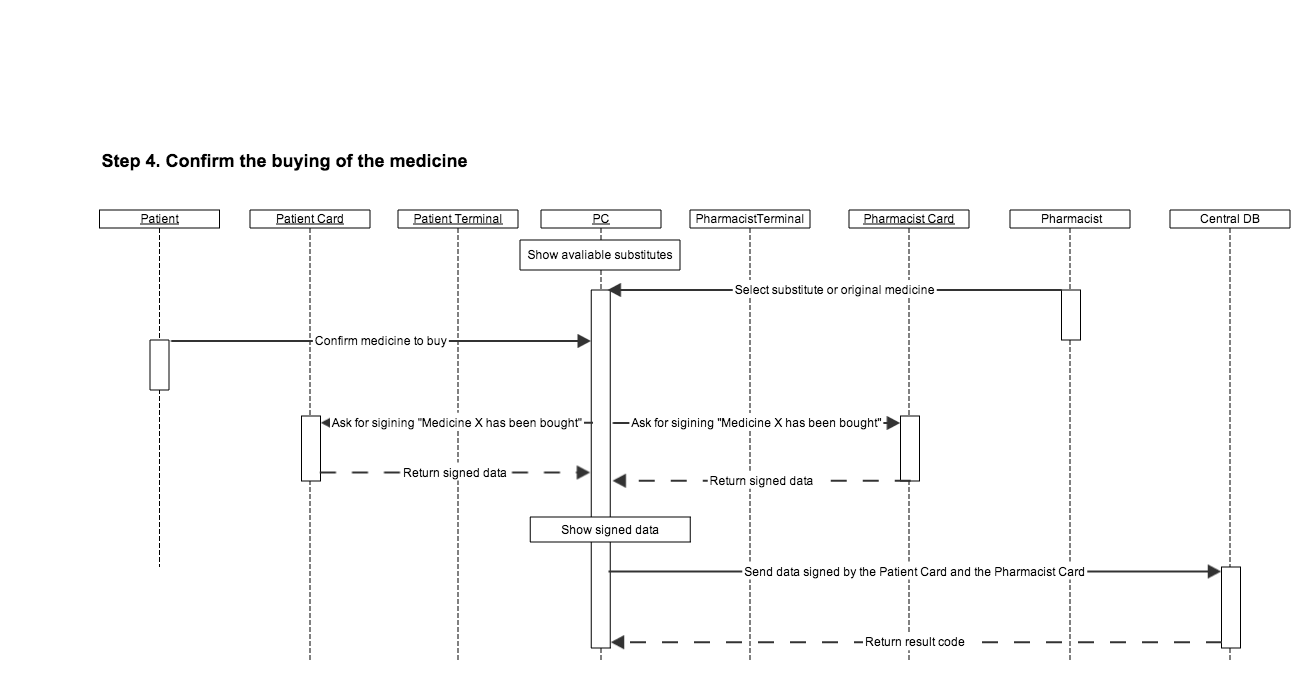 Step 4. Confirm the buying of the medicine
Patient
Patient Card
Patient Terminal
PC
PharmacistTerminal
Pharmacist Card
Pharmacist
Central DB
Show avaliable substitutes
Select substitute or original medicine
Confirm medicine to buy
Ask for sigining "Medicine X has been bought"
Ask for sigining "Medicine X has been bought"
Return signed data
Return signed data
Show signed data
Send data signed by the Patient Card and the Pharmacist Card
Return result code